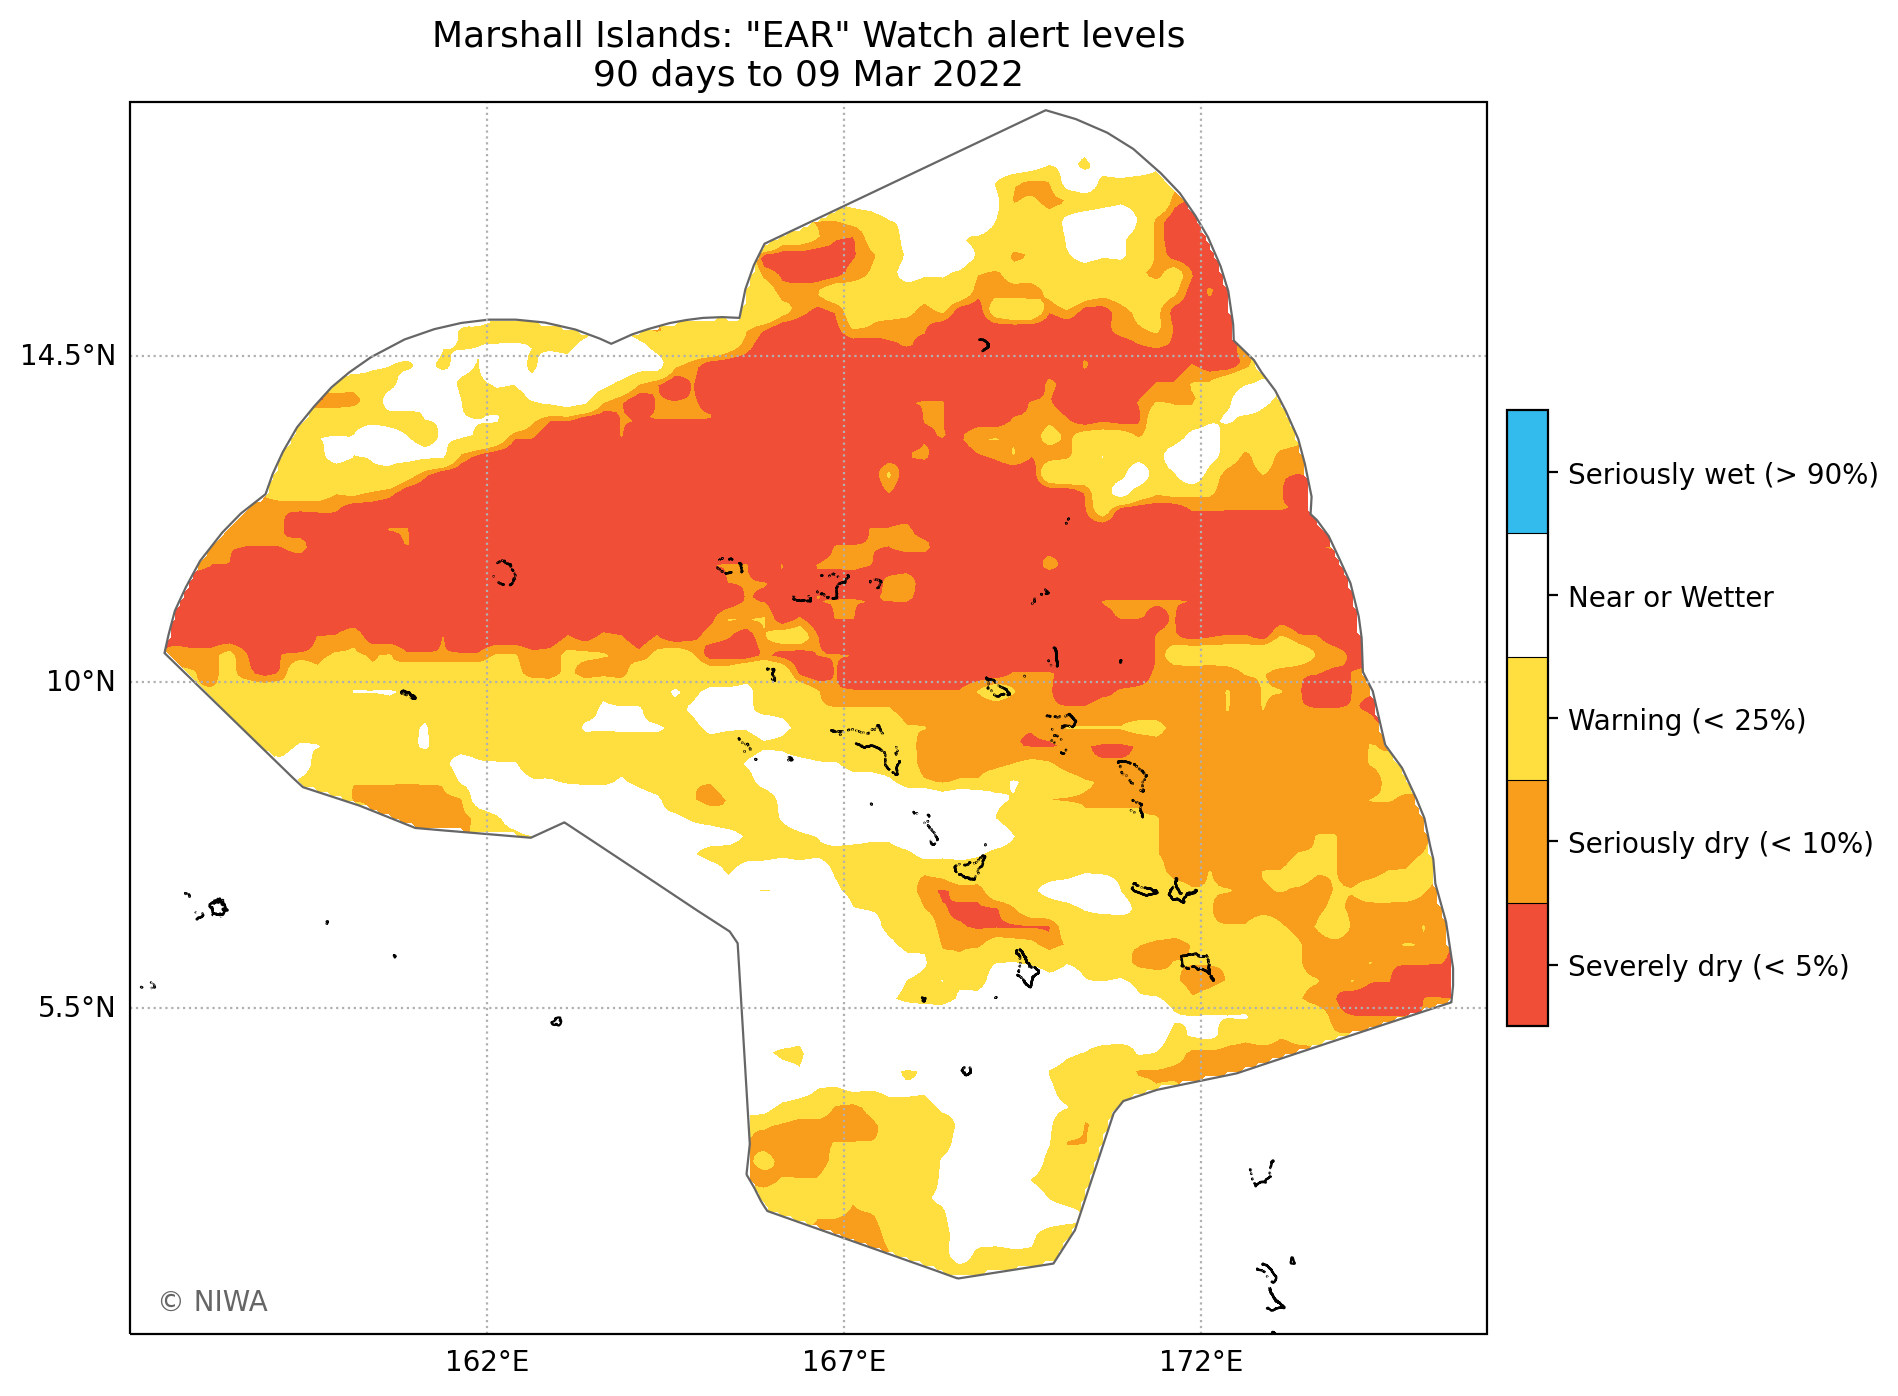 Marshall Islands: "EAR" Watch alert levels
90 days to 09 Mar 2022
14.5°N
10°N
5.5°N
162°E
167°E
172°E
Seriously wet (> 90%)
Near or Wetter
Warning (< 25%)
Seriously dry (< 10%)
Severely dry (< 5%)
© NIWA